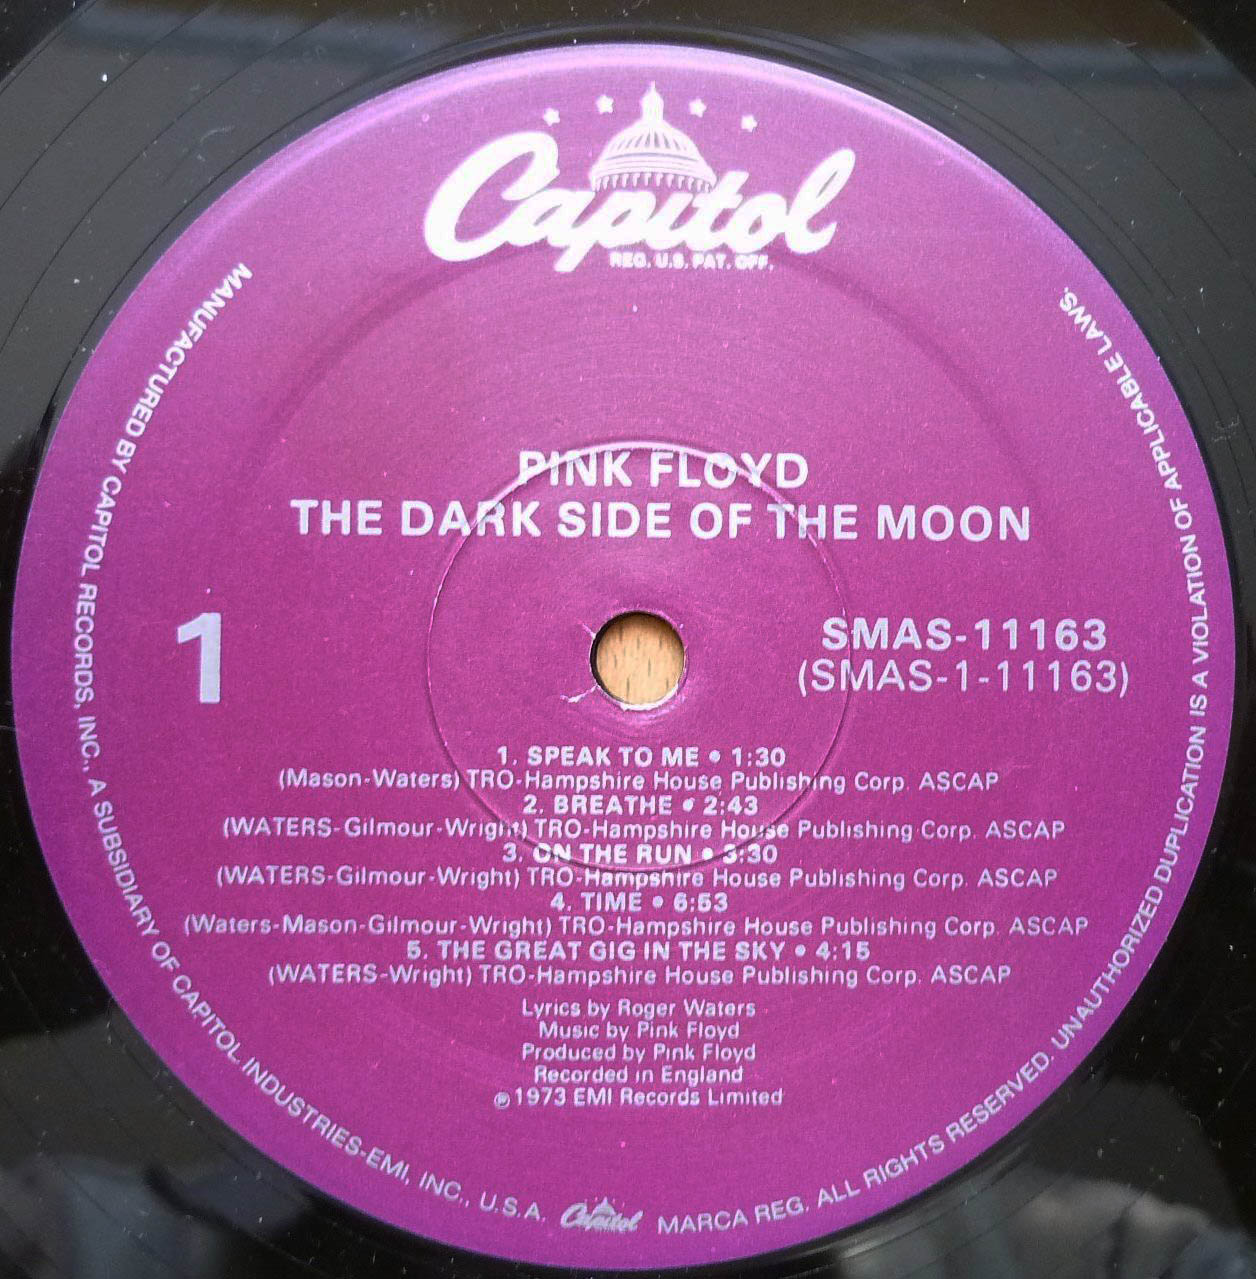 Capitol
REG. U.S. PAT. OFF.
PINK FLOYD
THE DARK SIDE OF THE MOON
1
SMAS-11163
(SMAS-1-11163)
1. SPEAK TO ME • 1:30
(Mason-Waters) TRO-Hampshire House Publishing Corp. ASCAP
2. BREATHE • 2:43
(WATERS-Gilmour-Wright) TRO-Hampshire House Publishing Corp. ASCAP
3. ON THE RUN • 3:30
(WATERS-Gilmour-Wright) TRO-Hampshire House Publishing Corp. ASCAP
4. TIME • 6:53
(Waters-Mason-Gilmour-Wright) TRO-Hampshire House Publishing Corp. ASCAP
5. THE GREAT GIG IN THE SKY • 4:15
(WATERS-Wright) TRO-Hampshire House Publishing Corp. ASCAP
Lyrics by Roger Waters
Music by Pink Floyd
Produced by Pink Floyd
Recorded in England
℗1973 EMI Records Limited
MANUFACTURED BY CAPITOL RECORDS, INC., A SUBSIDIARY OF CAPITOL INDUSTRIES-EMI, INC., U.S.A. Capitol MARCA REG. ALL RIGHTS RESERVED. UNAUTHORIZED DUPLICATION IS A VIOLATION OF APPLICABLE LAWS.